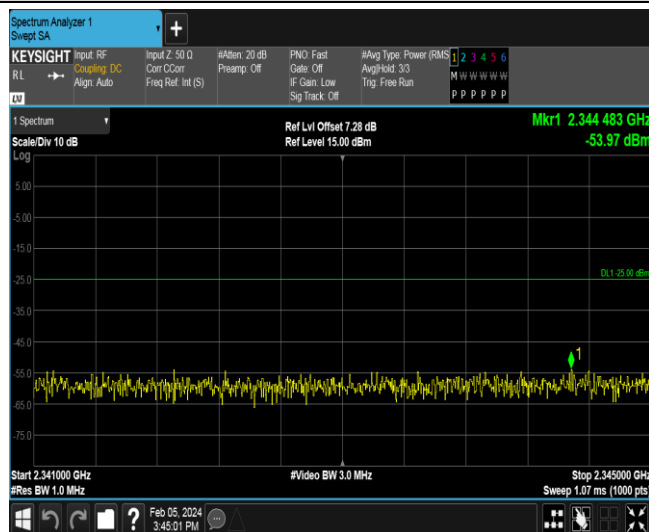 Spectrum Analyzer 1
Swept SA
+
KEYSIGHT
RL
LXI
Input: RF
Coupling: DC
Align: Auto
Input Z: 50 Ω
Corr CCorr
Freq Ref: Int (S)
#Atten: 20 dB
Preamp: Off
PNO: Fast
Gate: Off
IF Gain: Low
Sig Track: Off
#Avg Type: Power (RMS
Avg|Hold: 3/3
Trig: Free Run
1 2 3 4 5 6
M W W W W W
P P P P P P
1 Spectrum
Scale/Div 10 dB
Log
Ref Lvl Offset 7.28 dB
Ref Level 15.00 dBm
Mkr1 2.344 483 GHz
-53.97 dBm
5.00
-5.00
-15.0
-25.0
DL1 -25.00 dBm
-35.0
-45.0
1
-55.0
-65.0
-75.0
Start 2.341000 GHz
#Res BW 1.0 MHz
#Video BW 3.0 MHz
Stop 2.345000 GHz
Sweep 1.07 ms (1000 pts)
?
Feb 05, 2024
3:45:01 PM